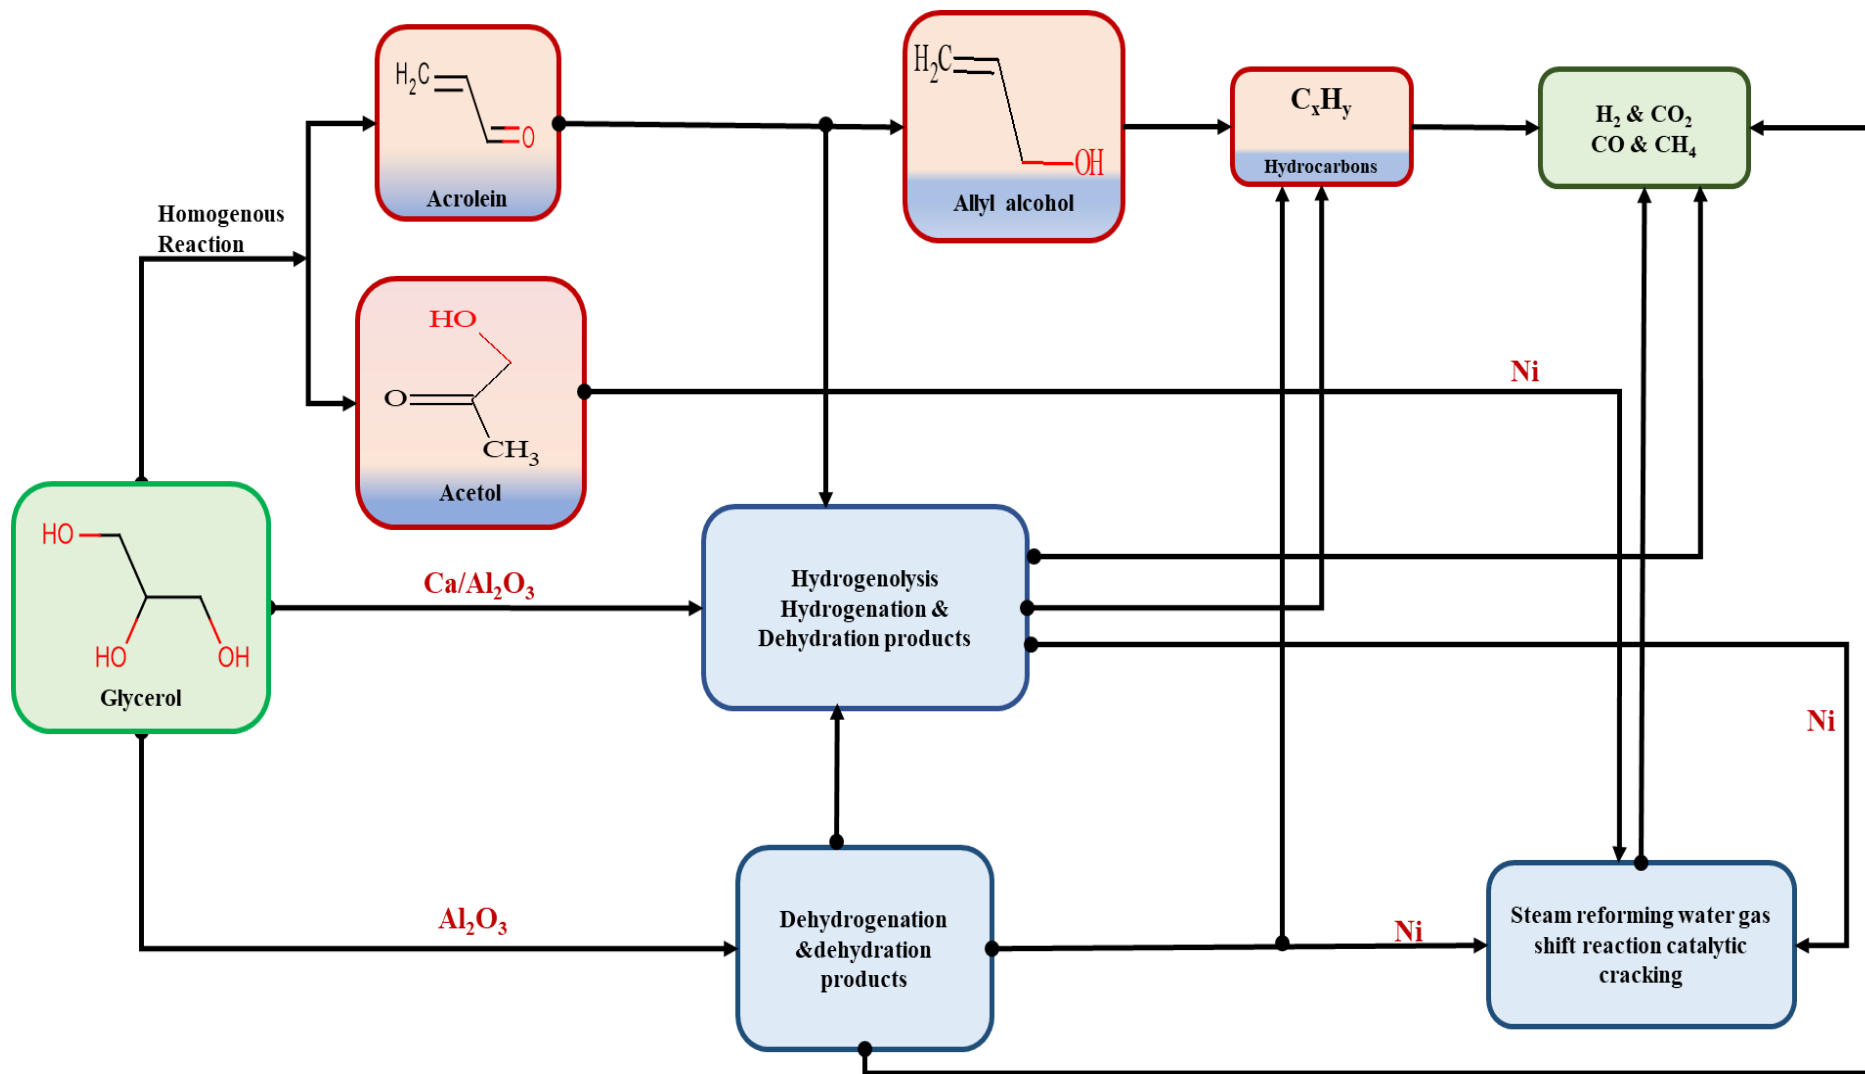 H₂C
O
Acrolein
H₂C
OH
Allyl alcohol
CₓHᵧ
Hydrocarbons
H₂ & CO₂
CO & CH₄
Homogenous
Reaction
HO
O
CH₃
Acetol
Ni
HO
HO
OH
Glycerol
Ca/Al₂O₃
Hydrogenolysis
Hydrogenation &
Dehydration products
Ni
Al₂O₃
Dehydrogenation
&dehydration
products
Ni
Steam reforming water gas
shift reaction catalytic
cracking